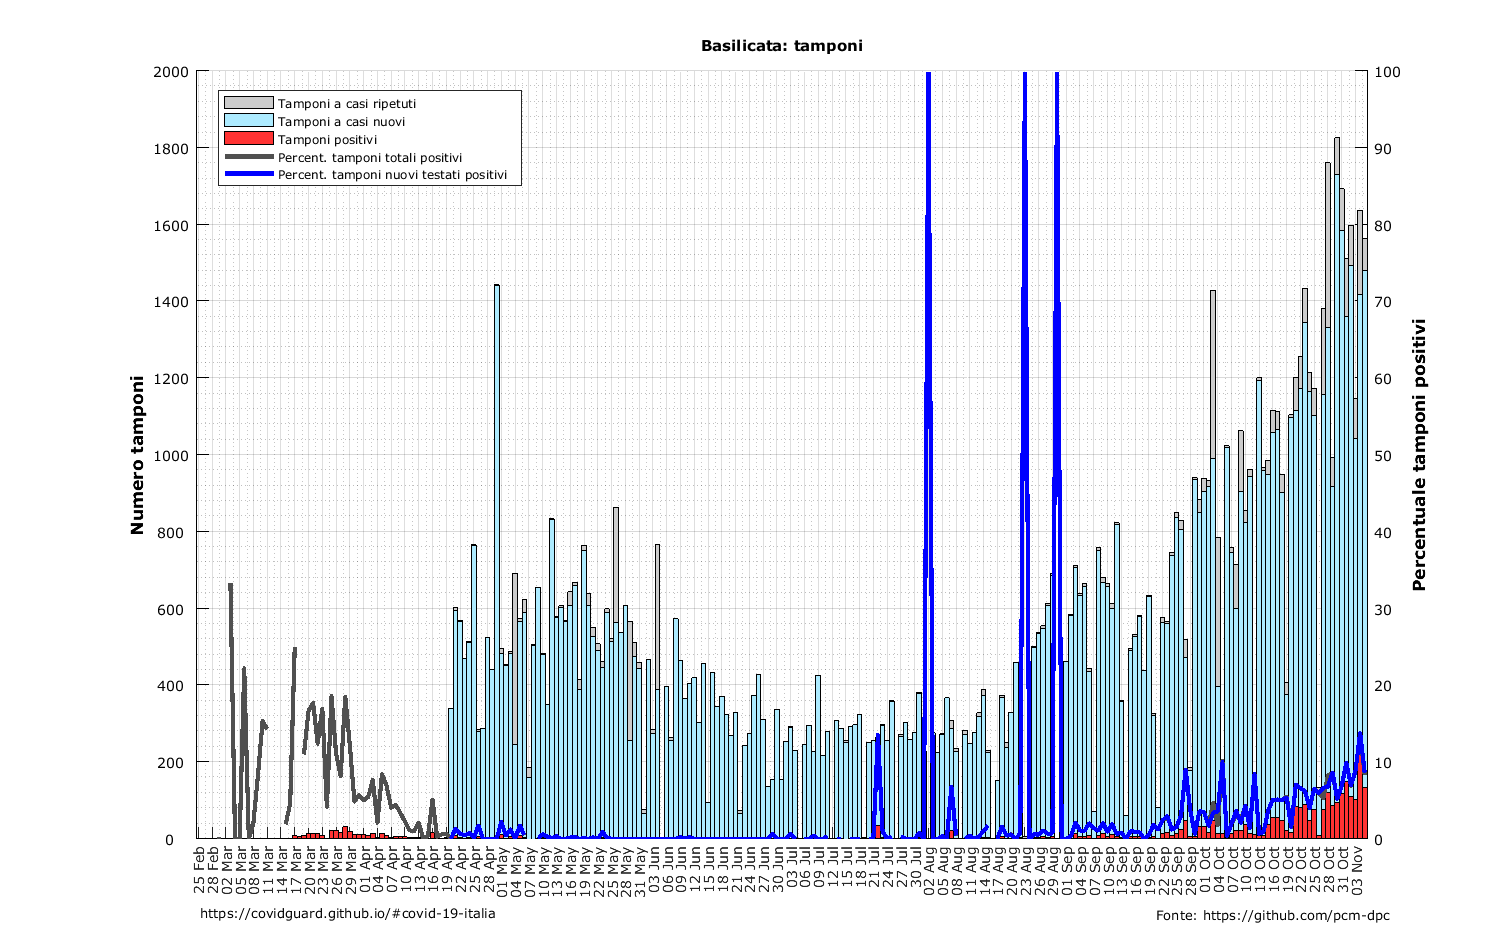 Basilicata: tamponi
Tamponi a casi ripetuti
Tamponi a casi nuovi
Tamponi positivi
Percent. tamponi totali positivi
Percent. tamponi nuovi testati positivi
Numero tamponi
2000
1800
1600
1400
1200
1000
800
600
400
200
0
100
90
80
70
60
50
40
30
20
10
0
Percentuale tamponi positivi
25 Feb
28 Feb
02 Mar
05 Mar
08 Mar
11 Mar
14 Mar
17 Mar
20 Mar
23 Mar
26 Mar
29 Mar
01 Apr
04 Apr
07 Apr
10 Apr
13 Apr
16 Apr
19 Apr
22 Apr
25 Apr
28 Apr
01 May
04 May
07 May
10 May
13 May
16 May
19 May
22 May
25 May
28 May
31 May
03 Jun
06 Jun
09 Jun
12 Jun
15 Jun
18 Jun
21 Jun
24 Jun
27 Jun
30 Jun
03 Jul
06 Jul
09 Jul
12 Jul
15 Jul
18 Jul
21 Jul
24 Jul
27 Jul
30 Jul
02 Aug
05 Aug
08 Aug
11 Aug
14 Aug
17 Aug
20 Aug
23 Aug
26 Aug
29 Aug
01 Sep
04 Sep
07 Sep
10 Sep
13 Sep
16 Sep
19 Sep
22 Sep
25 Sep
28 Sep
01 Oct
04 Oct
07 Oct
10 Oct
13 Oct
16 Oct
19 Oct
22 Oct
25 Oct
28 Oct
31 Oct
03 Nov
https://covidguard.github.io/#covid-19-italia
Fonte: https://github.com/pcm-dpc